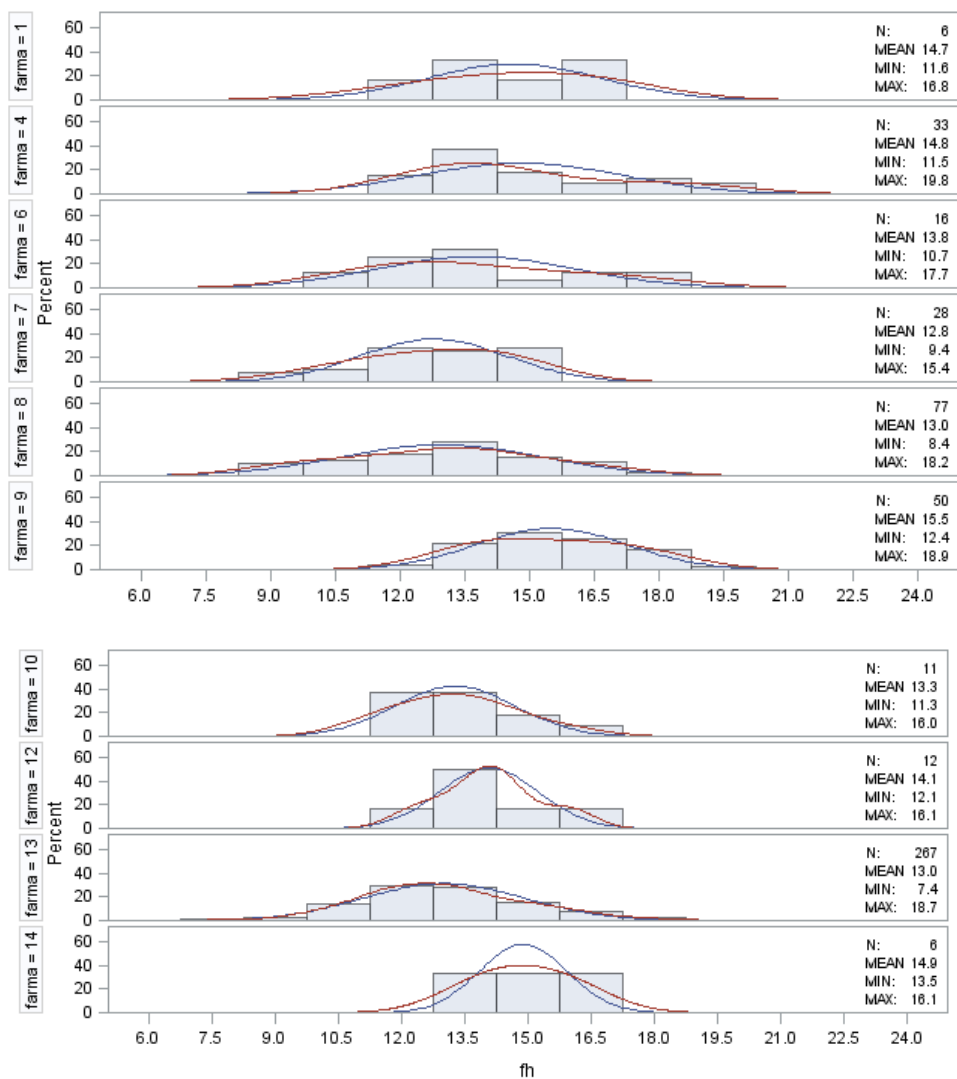 farma = 1
60
40
20
0
N: 6
MEAN 14.7
MIN: 11.6
MAX: 16.8
farma = 4
60
40
20
0
N: 33
MEAN 14.8
MIN: 11.5
MAX: 19.8
farma = 6
60
40
20
0
N: 16
MEAN 13.8
MIN: 10.7
MAX: 17.7
Percent
farma = 7
60
40
20
0
N: 28
MEAN 12.8
MIN: 9.4
MAX: 15.4
farma = 8
60
40
20
0
N: 77
MEAN 13.0
MIN: 8.4
MAX: 18.2
farma = 9
60
40
20
0
N: 50
MEAN 15.5
MIN: 12.4
MAX: 18.9
6.0 7.5 9.0 10.5 12.0 13.5 15.0 16.5 18.0 19.5 21.0 22.5 24.0
farma = 10
60
40
20
0
N: 11
MEAN 13.3
MIN: 11.3
MAX: 16.0
farma = 12
60
40
20
0
N: 12
MEAN 14.1
MIN: 12.1
MAX: 16.1
Percent
farma = 13
60
40
20
0
N: 267
MEAN 13.0
MIN: 7.4
MAX: 18.7
farma = 14
60
40
20
0
N: 6
MEAN 14.9
MIN: 13.5
MAX: 16.1
6.0 7.5 9.0 10.5 12.0 13.5 15.0 16.5 18.0 19.5 21.0 22.5 24.0
fh